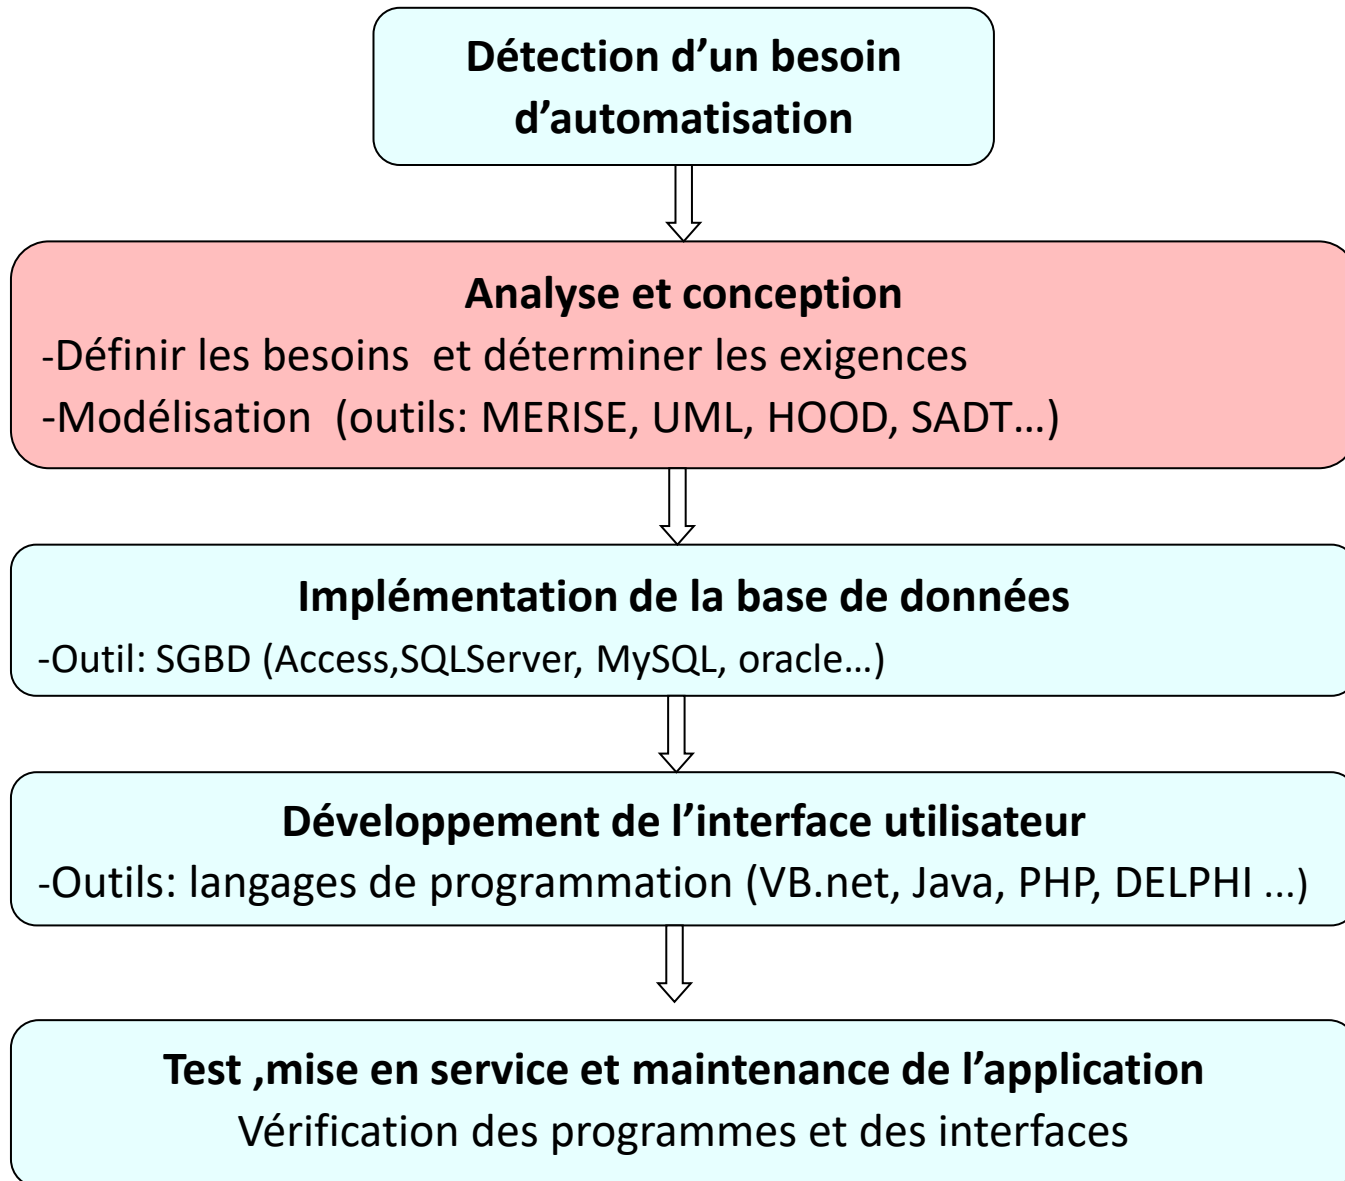 Détection d’un besoin
d’automatisation
Analyse et conception
-Définir les besoins  et déterminer les exigences
-Modélisation  (outils: MERISE, UML, HOOD, SADT…)
Implémentation de la base de données
-Outil: SGBD (Access,SQLServer, MySQL, oracle…)
Développement de l’interface utilisateur
-Outils: langages de programmation (VB.net, Java, PHP, DELPHI ...)
Test ,mise en service et maintenance de l’application
Vérification des programmes et des interfaces